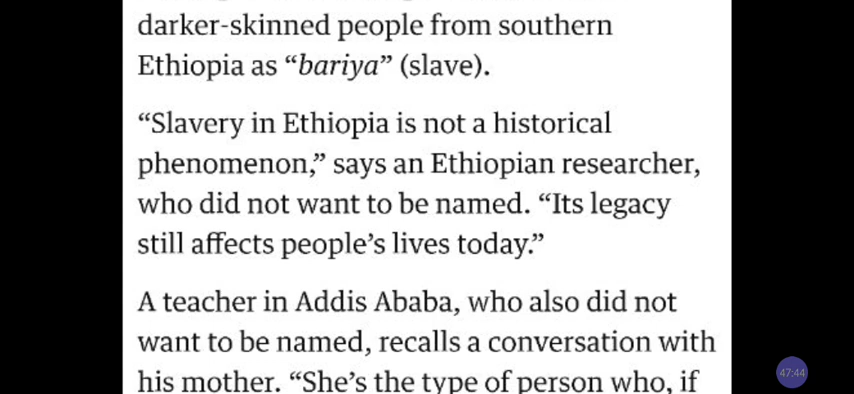 darker-skinned people from southern
Ethiopia as “bariya” (slave).
“Slavery in Ethiopia is not a historical
phenomenon,” says an Ethiopian researcher,
who did not want to be named. “Its legacy
still affects people’s lives today.”
A teacher in Addis Ababa, who also did not
want to be named, recalls a conversation with
his mother. “She’s the type of person who, if
47:44